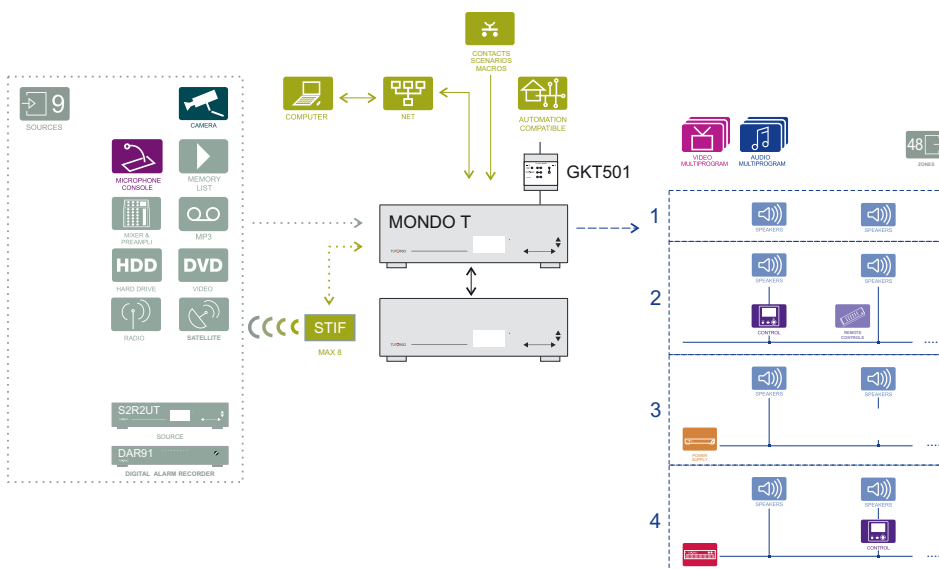 9
SOURCES
CAMERA
MICROPHONE
CONSOLE
MEMORY
LIST
MIXER &
PREAMPLI
MP3
HDD
HARD DRIVE
DVD
VIDEO
RADIO
SATELLITE
S2R2UT
SOURCE
DAR91
DIGITAL ALARM RECORDER
COMPUTER
NET
CONTACTS
SCENARIOS
MACROS
AUTOMATION
COMPATIBLE
GKT501
MONDO T
STIF
MAX 8
VIDEO
MULTIPROGRAM
AUDIO
MULTIPROGRAM
48
ZONES
1
SPEAKERS
SPEAKERS
2
SPEAKERS
SPEAKERS
CONTROL
REMOTE
CONTROLS
3
SPEAKERS
SPEAKERS
POWER
SUPPLY
4
SPEAKERS
SPEAKERS
CONTROL